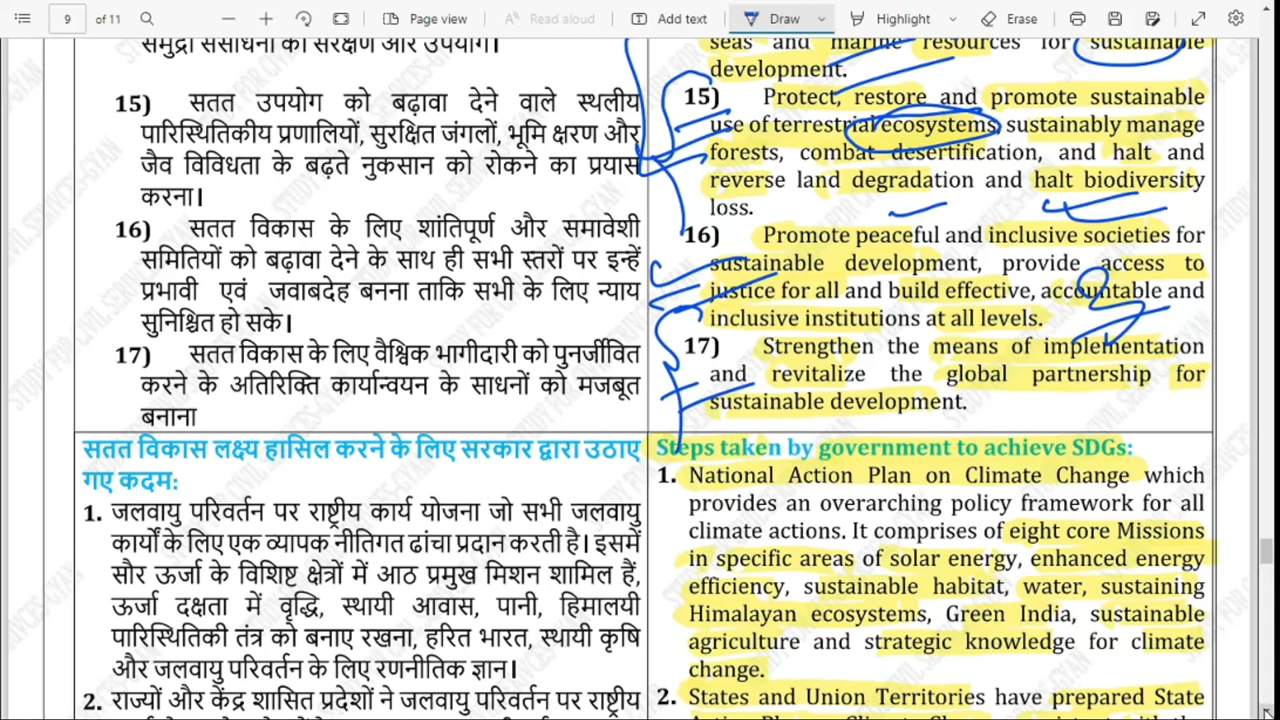 9 of 11
Page view
Read aloud
Add text
Draw
Highlight
Erase
समुद्री संसाधनों का संरक्षण और उपयोग।
15) सतत उपयोग को बढ़ावा देने वाले स्थलीय
पारिस्थितिकीय प्रणालियों, सुरक्षित जंगलों, भूमि क्षरण और
जैव विविधता के बढ़ते नुकसान को रोकने का प्रयास
करना।
16) सतत विकास के लिए शांतिपूर्ण और समावेशी
समितियों को बढ़ावा देने के साथ ही सभी स्तरों पर इन्हें
प्रभावी एवं जवाबदेह बनना ताकि सभी के लिए न्याय
सुनिश्चित हो सके।
17) सतत विकास के लिए वैश्विक भागीदारी को पुनर्जीवित
करने के अतिरिक्ति कार्यान्वयन के साधनों को मजबूत
बनाना
सतत विकास लक्ष्य हासिल करने के लिए सरकार द्वारा उठाए
गए कदम:
1. जलवायु परिवर्तन पर राष्ट्रीय कार्य योजना जो सभी जलवायु
कार्यों के लिए एक व्यापक नीतिगत ढांचा प्रदान करती है। इसमें
सौर ऊर्जा के विशिष्ट क्षेत्रों में आठ प्रमुख मिशन शामिल हैं,
ऊर्जा दक्षता में वृद्धि, स्थायी आवास, पानी, हिमालयी
पारिस्थितिकी तंत्र को बनाए रखना, हरित भारत, स्थायी कृषि
और जलवायु परिवर्तन के लिए रणनीतिक ज्ञान।
2. राज्यों और केंद्र शासित प्रदेशों ने जलवायु परिवर्तन पर राष्ट्रीय
seas and marine resources for sustainable
development.
15) Protect, restore and promote sustainable
use of terrestrial ecosystems, sustainably manage
forests, combat desertification, and halt and
reverse land degradation and halt biodiversity
loss.
16) Promote peaceful and inclusive societies for
sustainable development, provide access to
justice for all and build effective, accountable and
inclusive institutions at all levels.
17) Strengthen the means of implementation
and revitalize the global partnership for
sustainable development.
Steps taken by government to achieve SDGs:
1. National Action Plan on Climate Change which
provides an overarching policy framework for all
climate actions. It comprises of eight core Missions
in specific areas of solar energy, enhanced energy
efficiency, sustainable habitat, water, sustaining
Himalayan ecosystems, Green India, sustainable
agriculture and strategic knowledge for climate
change.
2. States and Union Territories have prepared State